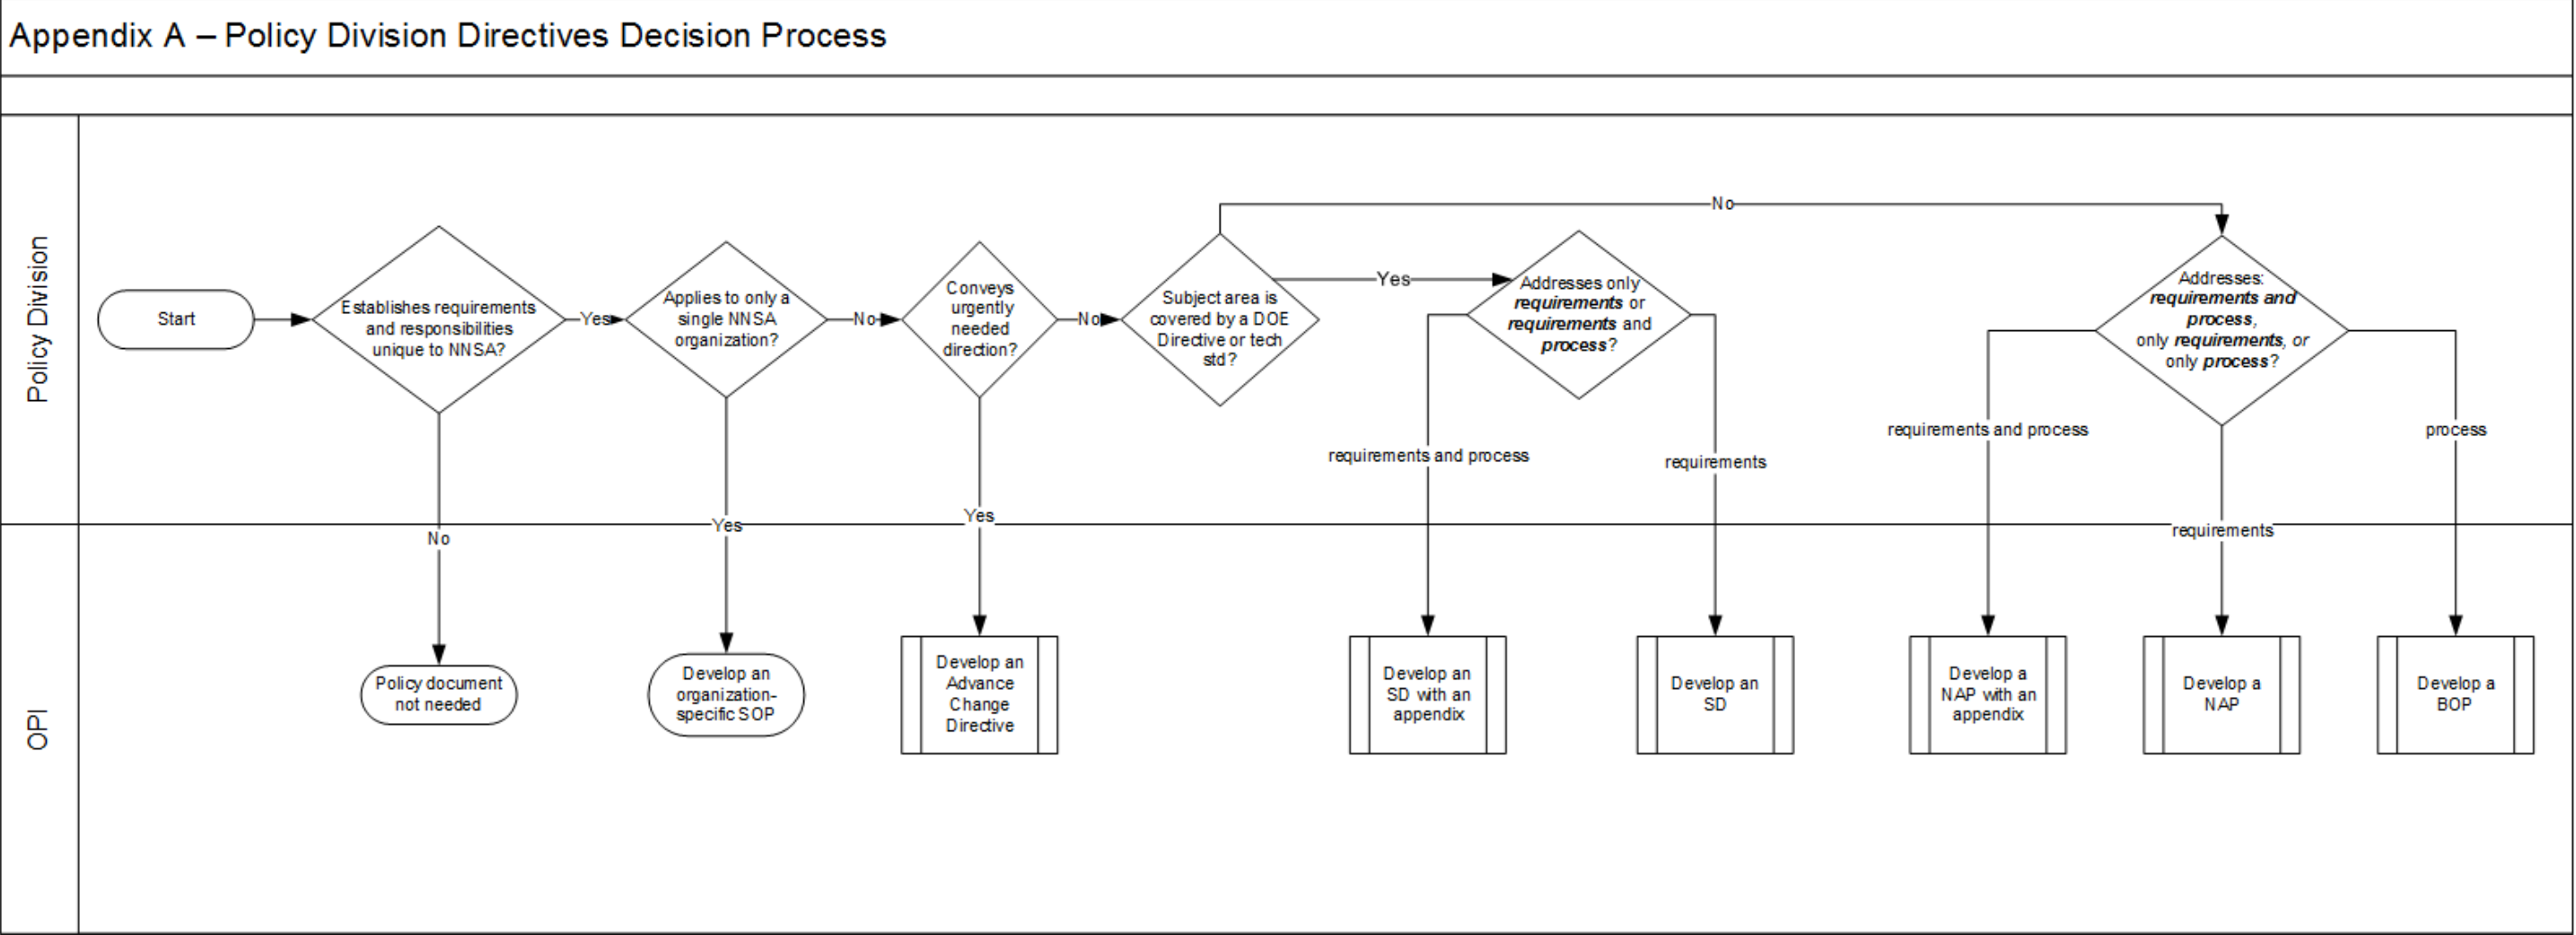 Appendix A – Policy Division Directives Decision Process
Policy Division
Start
Establishes requirements
and responsibilities
unique to NNSA?
Yes
No
Applies to only a
single NNSA
organization?
No
Yes
Conveys
urgently
needed
direction?
No
Yes
Subject area is
covered by a DOE
Directive or tech
std?
Yes
No
Addresses only
requirements or
requirements and
process?
requirements and process
requirements
Addresses:
requirements and
process,
only requirements, or
only process?
requirements and process
requirements
process
OPI
Policy document
not needed
Develop an
organization-
specific SOP
Develop an
Advance
Change
Directive
Develop an
SD with an
appendix
Develop an
SD
Develop a
NAP with an
appendix
Develop a
NAP
Develop a
BOP